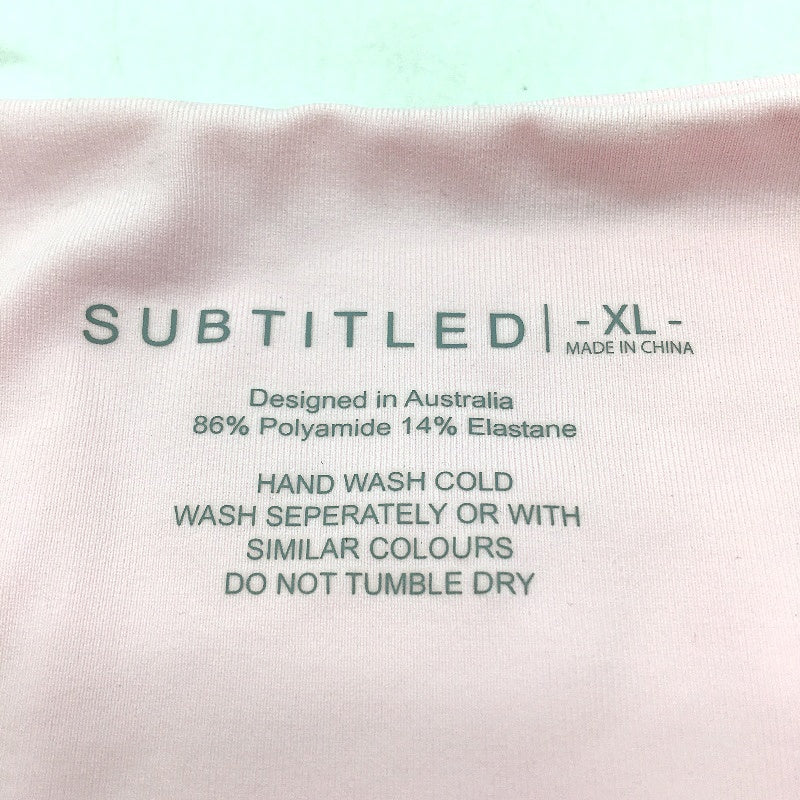 SUBTITLED | - XL -
MADE IN CHINA
Designed in Australia
86% Polyamide 14% Elastane
HAND WASH COLD
WASH SEPERATELY OR WITH
SIMILAR COLOURS
DO NOT TUMBLE DRY